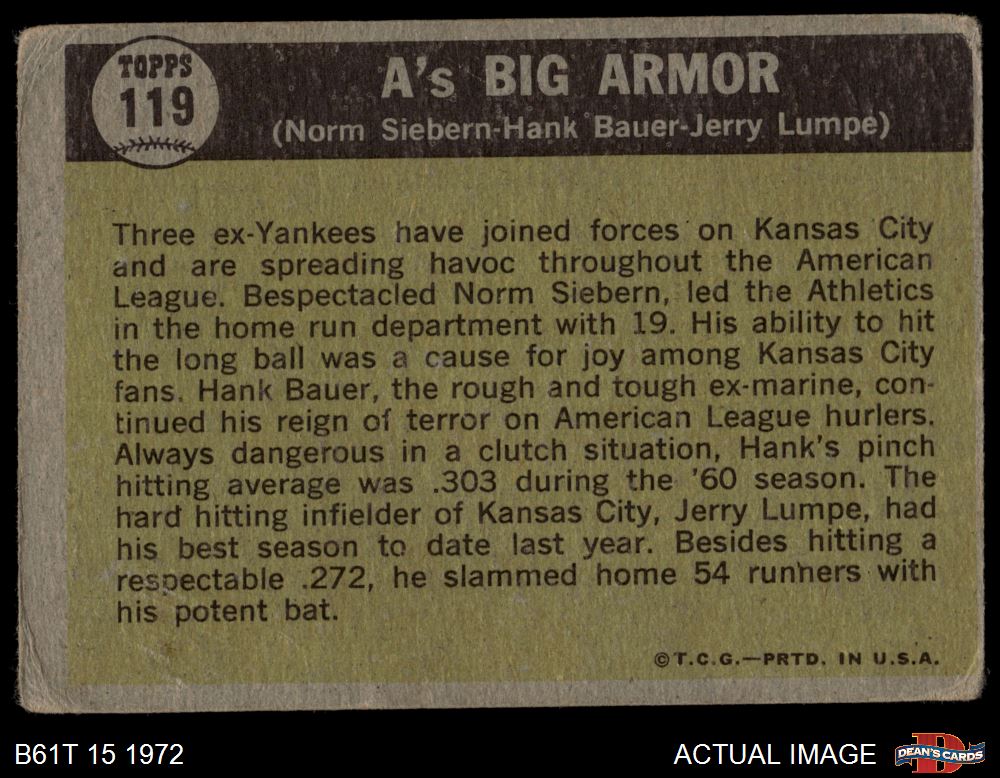 TOPPS
119
A's BIG ARMOR
(Norm Siebern-Hank Bauer-Jerry Lumpe)
Three ex-Yankees have joined forces on Kansas City
and are spreading havoc throughout the American
League. Bespectacled Norm Siebern, led the Athletics
in the home run department with 19. His ability to hit
the long ball was a cause for joy among Kansas City
fans. Hank Bauer, the rough and tough ex-marine, con-
tinued his reign of terror on American League hurlers.
Always dangerous in a clutch situation, Hank's pinch
hitting average was .303 during the '60 season. The
hard hitting infielder of Kansas City, Jerry Lumpe, had
his best season to date last year. Besides hitting a
respectable .272, he slammed home 54 runners with
his potent bat.
©T.C.G.—PRTD. IN U.S.A.
B61T 15 1972
ACTUAL IMAGE
DEAN'S CARDS